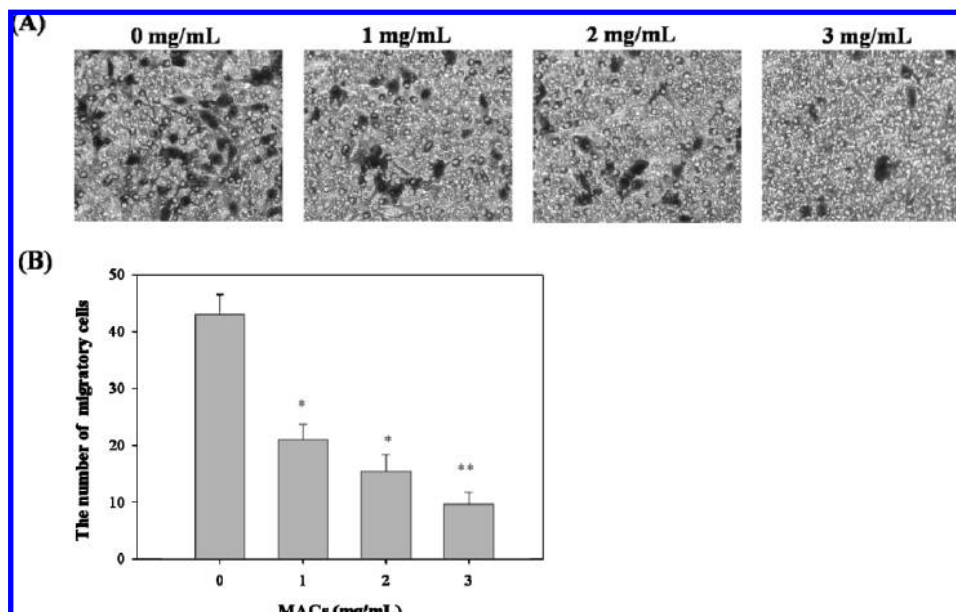 (A)
0 mg/mL 1 mg/mL 2 mg/mL 3 mg/mL
(B)
The number of migratory cells
50
40
30
20
10
0
*
*
**
0 1 2 3
MACs (mg/mL)